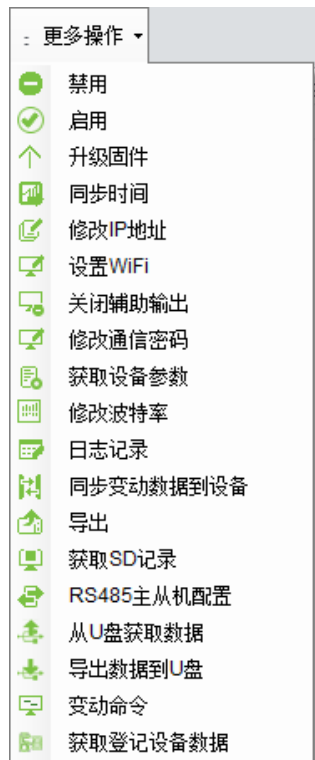 更多操作
禁用
启用
升级固件
同步时间
修改IP地址
设置WiFi
关闭辅助输出
修改通信密码
获取设备参数
修改波特率
日志记录
同步变动数据到设备
导出
获取SD记录
RS485主从机配置
从U盘获取数据
导出数据到U盘
变动命令
获取登记设备数据